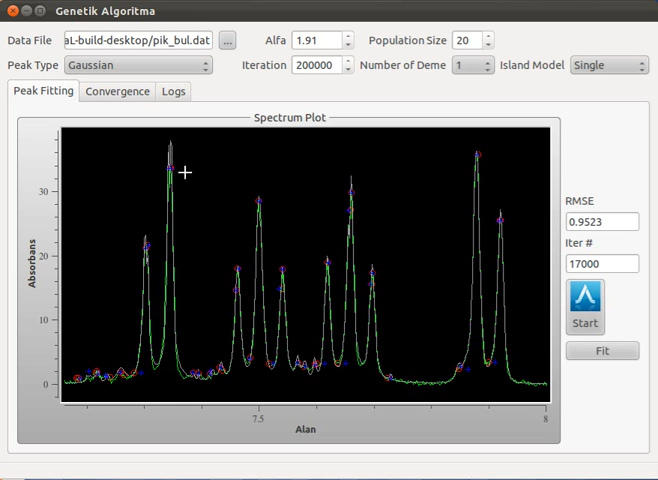 Genetik Algoritma
Data File aL-build-desktop/pik_bul.dat ... Alfa 1.91 Population Size 20
Peak Type Gaussian Iteration 200000 Number of Deme 1 Island Model Single
Peak Fitting Convergence Logs
Spectrum Plot
30
20
10
0
Absorbans
7.5 8
Alan
RMSE
0.9523
Iter #
17000
Start
Fit